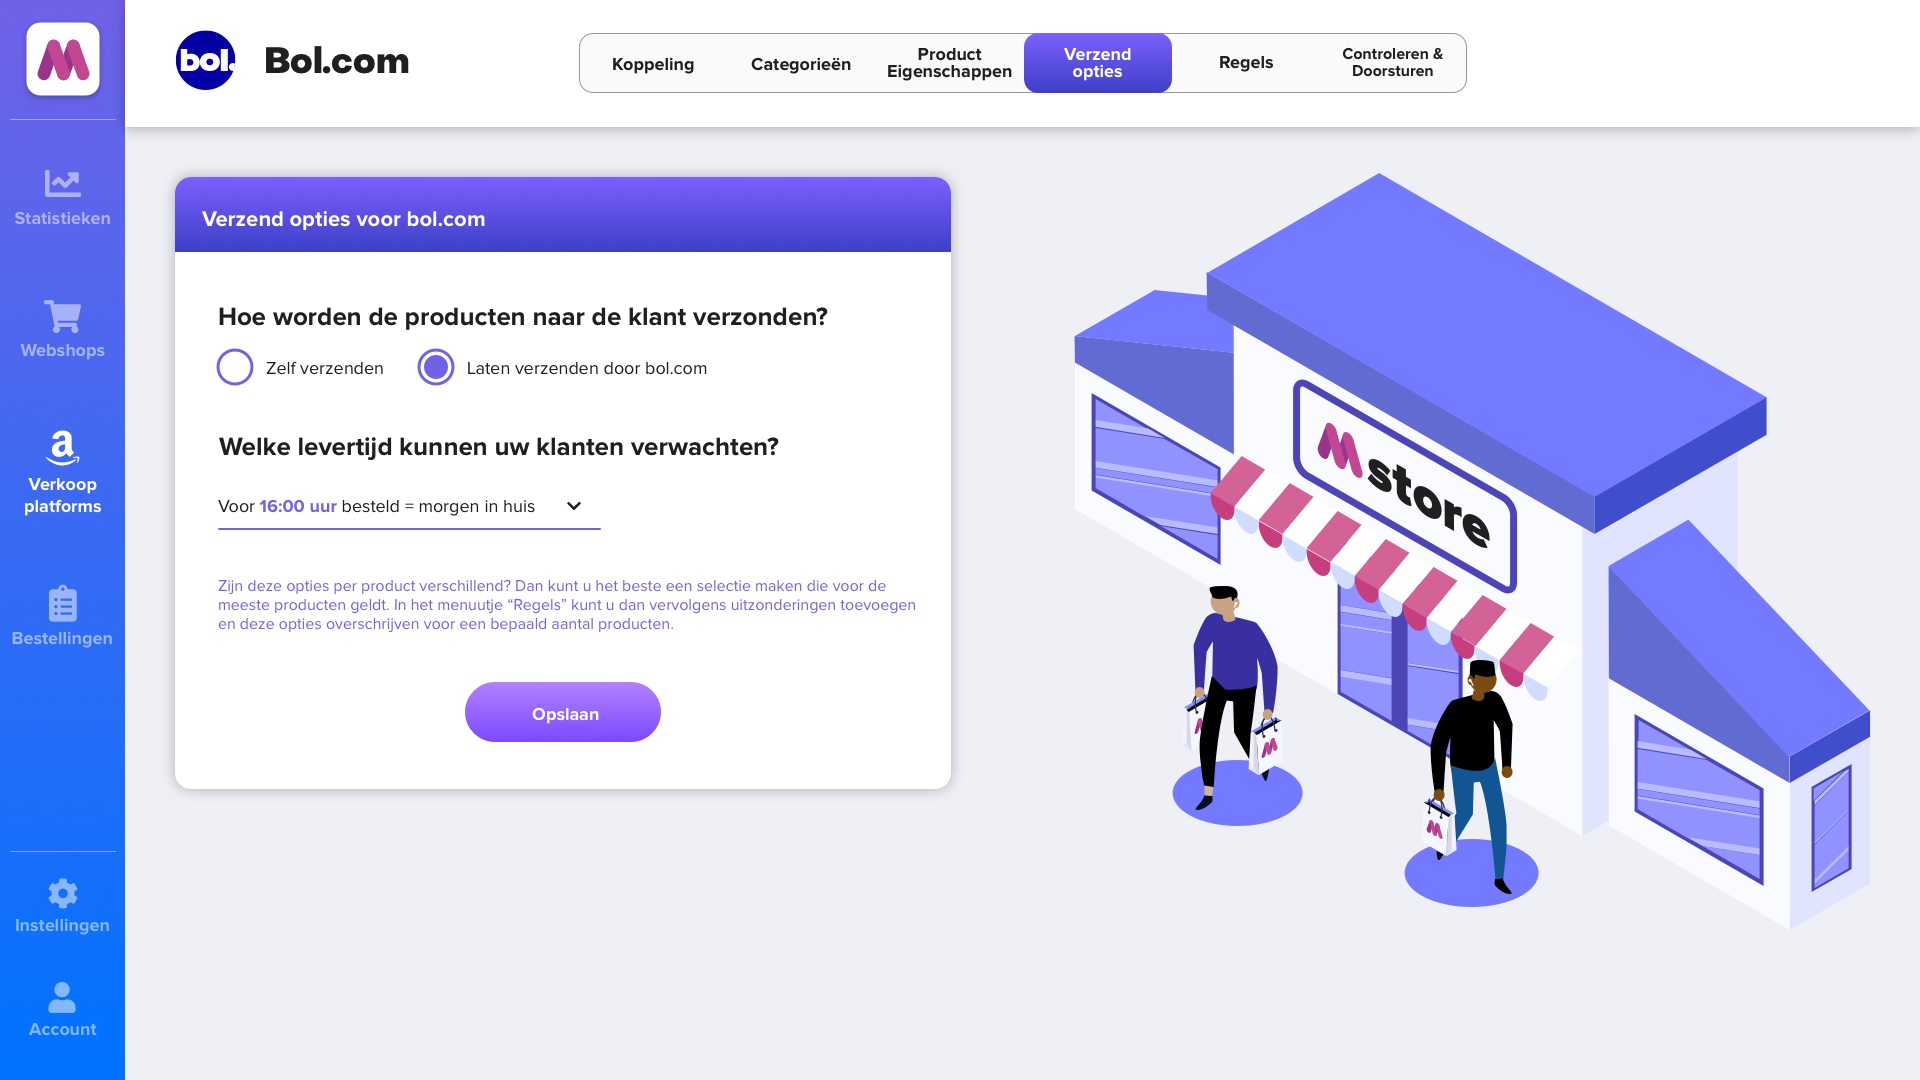 bol.
Bol.com
Koppeling
Categorieën
Product
Eigenschappen
Verzend
opties
Regels
Controleren &
Doorsturen
Statistieken
Webshops
Verkoop
platforms
Bestellingen
Instellingen
Account
Verzend opties voor bol.com
Hoe worden de producten naar de klant verzonden?
Zelf verzenden
Laten verzenden door bol.com
Welke levertijd kunnen uw klanten verwachten?
Voor 16:00 uur besteld = morgen in huis
Zijn deze opties per product verschillend? Dan kunt u het beste een selectie maken die voor de
meeste producten geldt. In het menuutje “Regels” kunt u dan vervolgens uitzonderingen toevoegen
en deze opties overschrijven voor een bepaald aantal producten.
Opslaan
M store